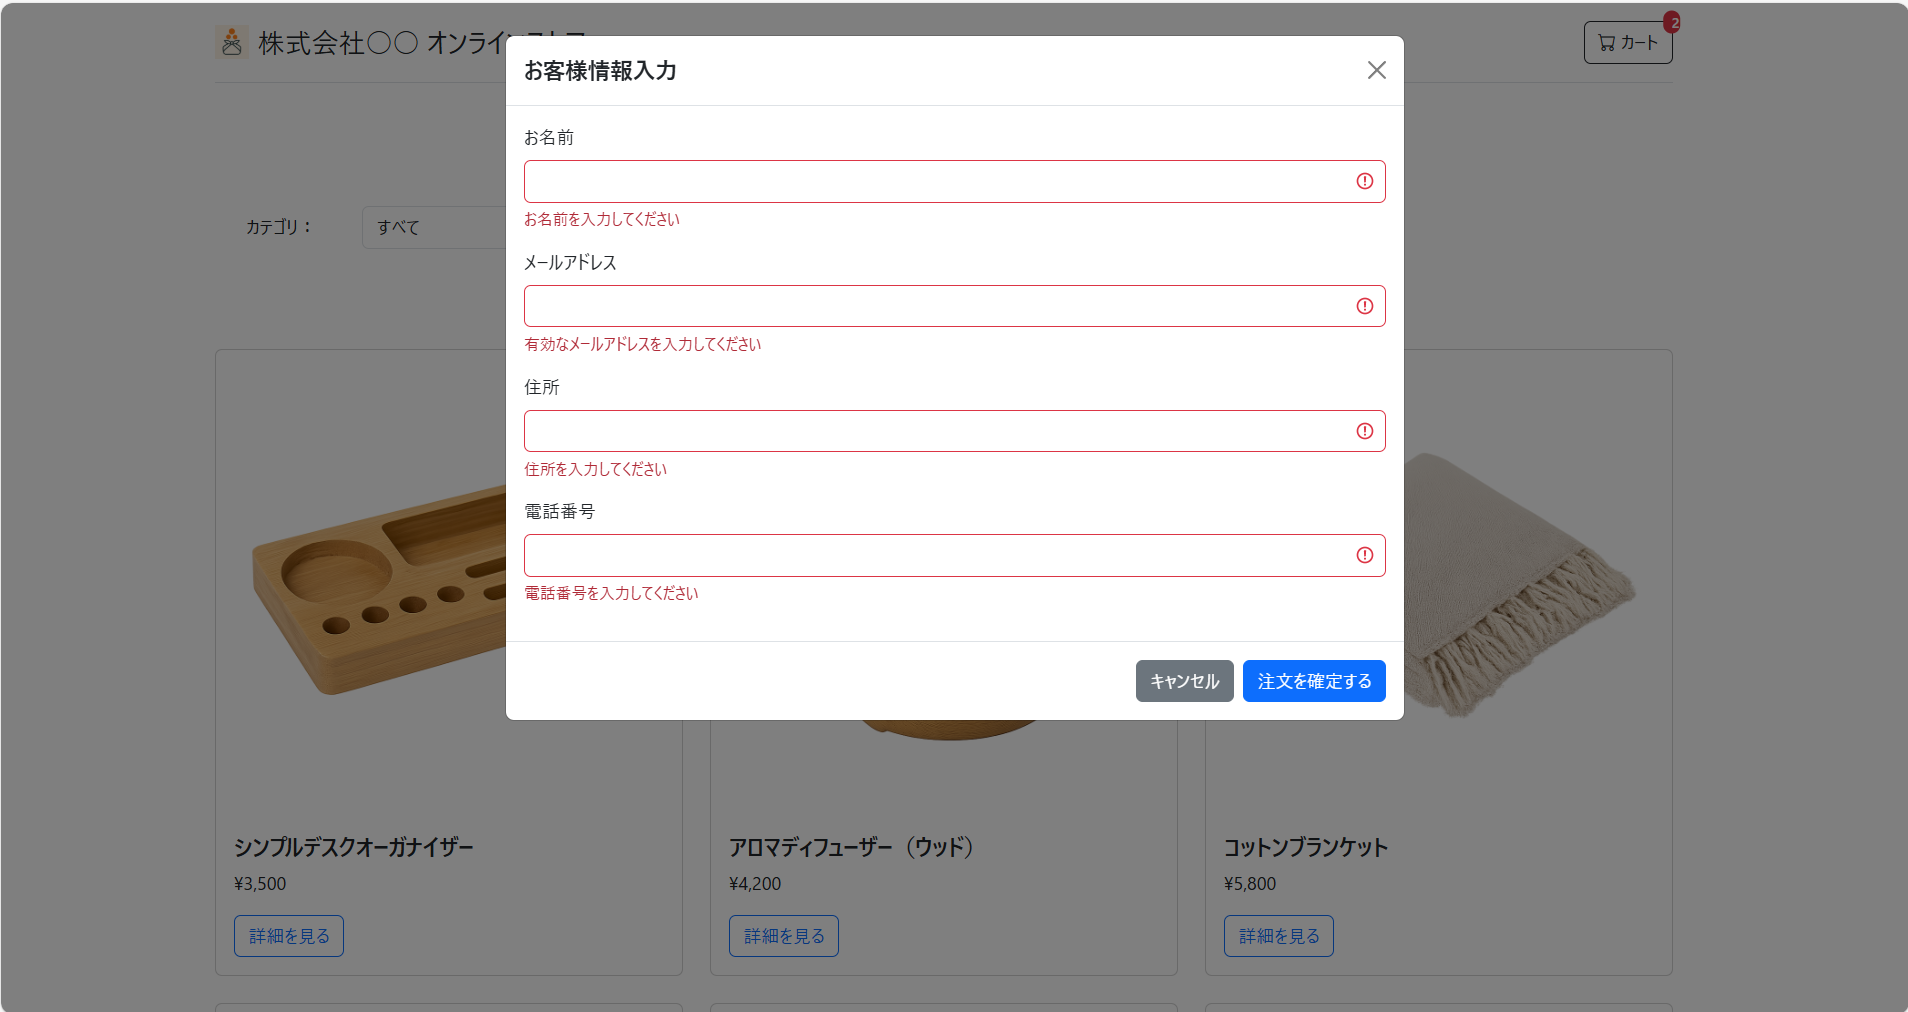 株式会社〇〇 オンラインストア
カート
2
お客様情報入力
お名前
お名前を入力してください
カテゴリ：
すべて
メールアドレス
有効なメールアドレスを入力してください
住所
住所を入力してください
電話番号
電話番号を入力してください
キャンセル
注文を確定する
シンプルデスクオーガナイザー
¥3,500
詳細を見る
アロマディフューザー（ウッド）
¥4,200
詳細を見る
コットンブランケット
¥5,800
詳細を見る